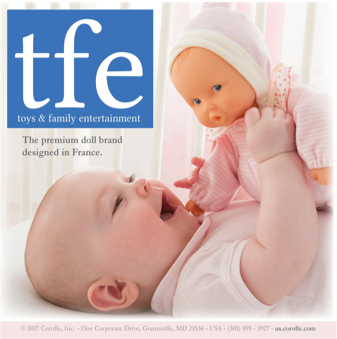 tfe
toys & family entertainment
The premium doll brand
designed in France.
© 2017 Corolle, Inc. - One Corporate Drive, Grantsville, MD 21536 - USA - (301) 895 - 3927 - us.corolle.com